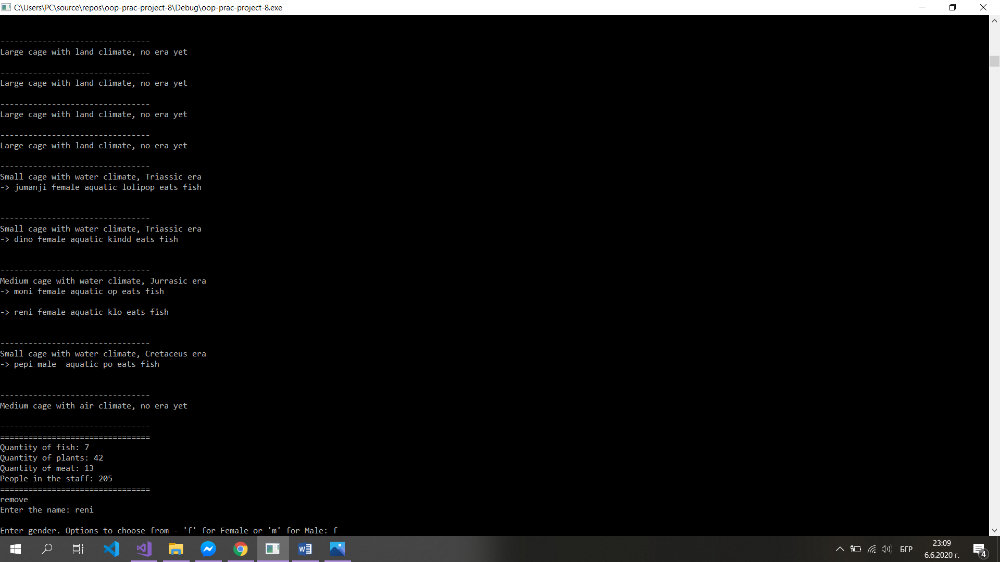 C:\Users\PC\source\repos\oop-prac-project-8\Debug\oop-prac-project-8.exe
--------------------------------
Large cage with land climate, no era yet
--------------------------------
Large cage with land climate, no era yet
--------------------------------
Large cage with land climate, no era yet
--------------------------------
Large cage with land climate, no era yet
--------------------------------
Small cage with water climate, Triassic era
-> jumanji female aquatic lolipop eats fish
--------------------------------
Small cage with water climate, Triassic era
-> dino female aquatic kindd eats fish
--------------------------------
Medium cage with water climate, Jurrasic era
-> moni female aquatic op eats fish
-> reni female aquatic klo eats fish
--------------------------------
Small cage with water climate, Cretaceus era
-> pepi male  aquatic po eats fish
--------------------------------
Medium cage with air climate, no era yet
--------------------------------
================================
Quantity of fish: 7
Quantity of plants: 42
Quantity of meat: 13
People in the staff: 205
================================
remove
Enter the name: reni
Enter gender. Options to choose from - 'f' for Female or 'm' for Male: f
БГР
23:09
6.6.2020 г.
4